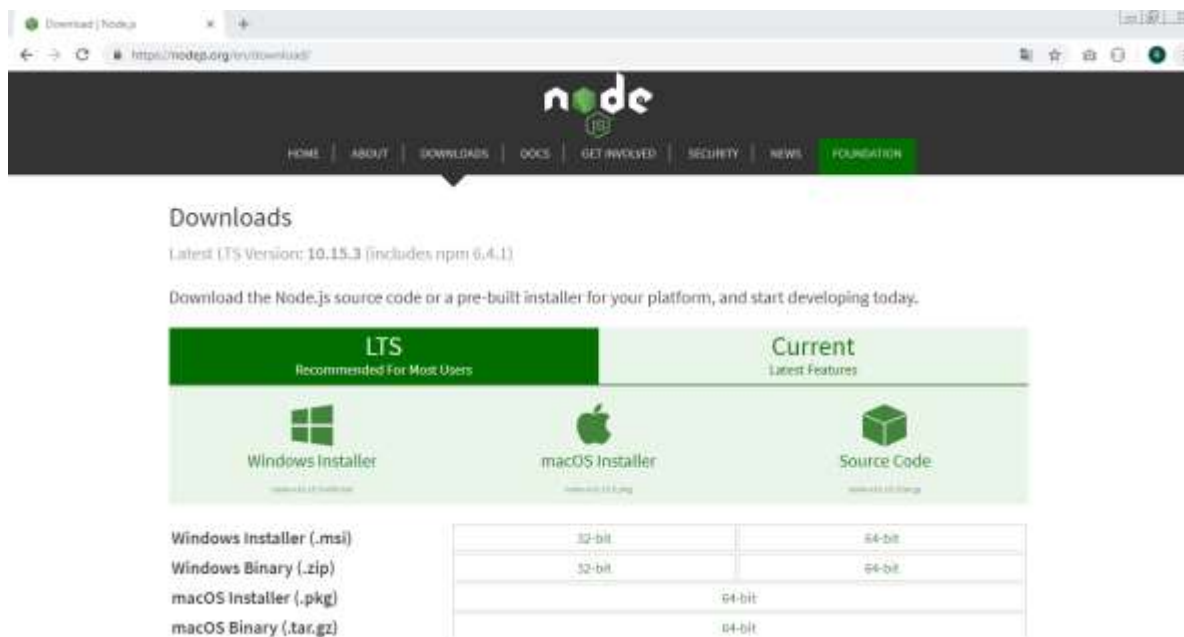 Download | Node.js
https://nodejs.org/en/download/
node
JS
HOME | ABOUT | DOWNLOADS | DOCS | GET INVOLVED | SECURITY | NEWS FOUNDATION
Downloads
Latest LTS Version: 10.15.3 (includes npm 6.4.1)
Download the Node.js source code or a pre-built installer for your platform, and start developing today.
LTS Current
Recommended For Most Users Latest Features
Windows Installer macOS Installer Source Code
Windows Installer (.msi) 32-bit 64-bit
Windows Binary (.zip) 32-bit 64-bit
macOS Installer (.pkg) 64-bit
macOS Binary (.tar.gz) 64-bit